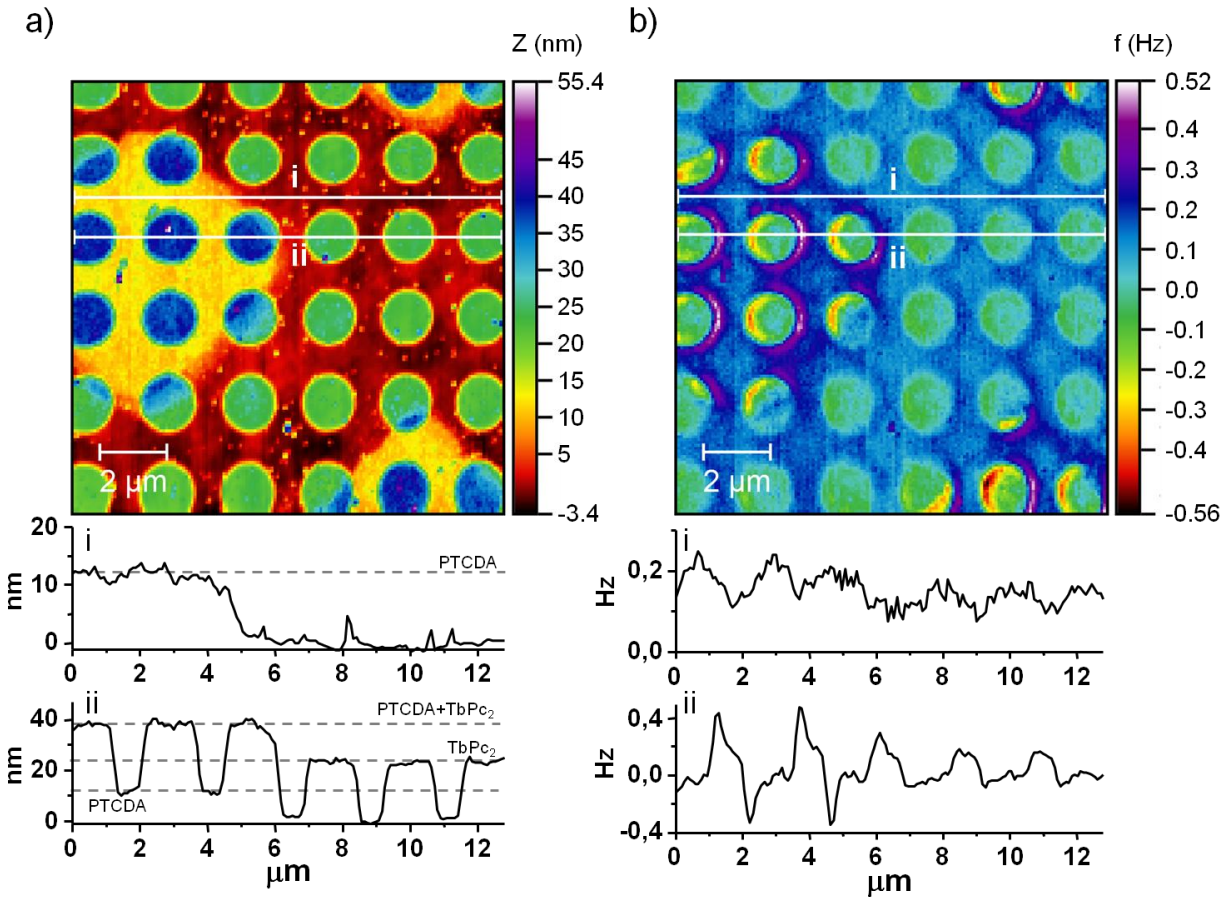 a)
Z (nm)
55.4
45
40
35
30
25
20
15
10
5
-3.4
i
ii
2 µm
b)
f (Hz)
0.52
0.4
0.3
0.2
0.1
0.0
-0.1
-0.2
-0.3
-0.4
-0.56
i
ii
2 µm
i
20
10
0
nm
PTCDA
0 2 4 6 8 10 12
ii
40
20
0
nm
PTCDA+TbPc₂
TbPc₂
PTCDA
0 2 4 6 8 10 12
µm
i
0,2
0,0
Hz
0 2 4 6 8 10 12
ii
0,4
0,0
-0,4
Hz
0 2 4 6 8 10 12
µm